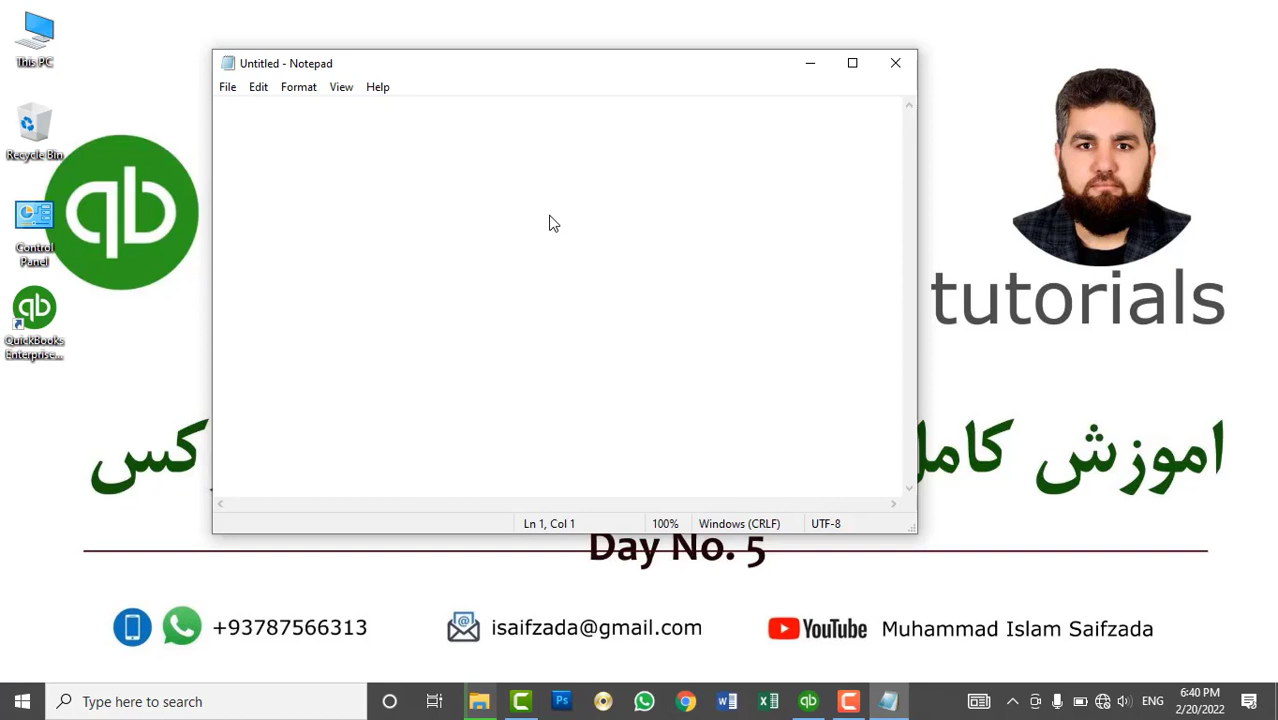 This PC
Recycle Bin
Control
Panel
QuickBooks
Enterprise...
qb
Untitled - Notepad
File Edit Format View Help
Ln 1, Col 1 100% Windows (CRLF) UTF-8
tutorials
اموزش کامل
کس
Day No. 5
+93787566313 isaifzada@gmail.com YouTube Muhammad Islam Saifzada
Type here to search
ENG
6:40 PM
2/20/2022